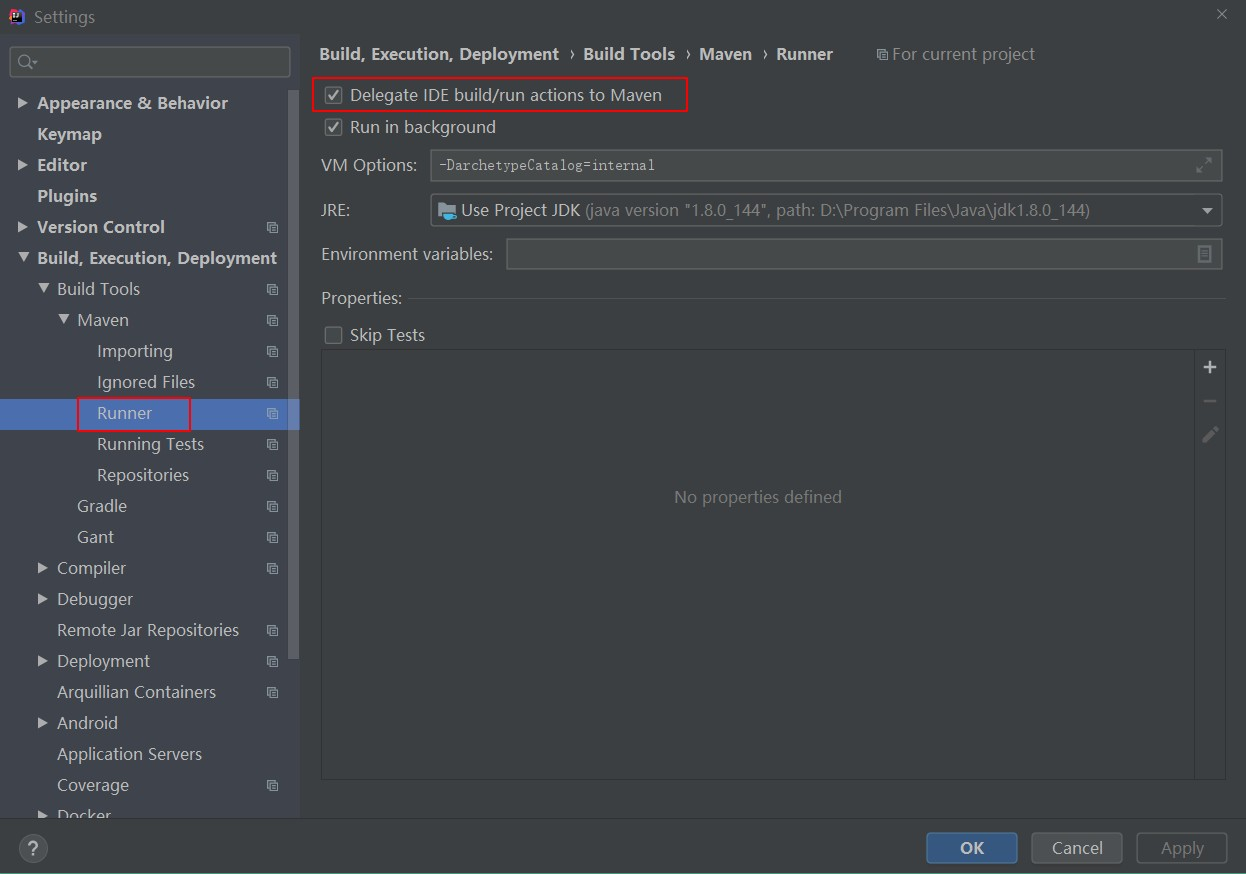 Settings
Appearance & Behavior
Keymap
Editor
Plugins
Version Control
Build, Execution, Deployment
Build Tools
Maven
Importing
Ignored Files
Runner
Running Tests
Repositories
Gradle
Gant
Compiler
Debugger
Remote Jar Repositories
Deployment
Arquillian Containers
Android
Application Servers
Coverage
Docker
Build, Execution, Deployment › Build Tools › Maven › Runner For current project
Delegate IDE build/run actions to Maven
Run in background
VM Options: -DarchetypeCatalog=internal
JRE: Use Project JDK (java version "1.8.0_144", path: D:\Program Files\Java\jdk1.8.0_144)
Environment variables:
Properties:
Skip Tests
No properties defined
? OK Cancel Apply